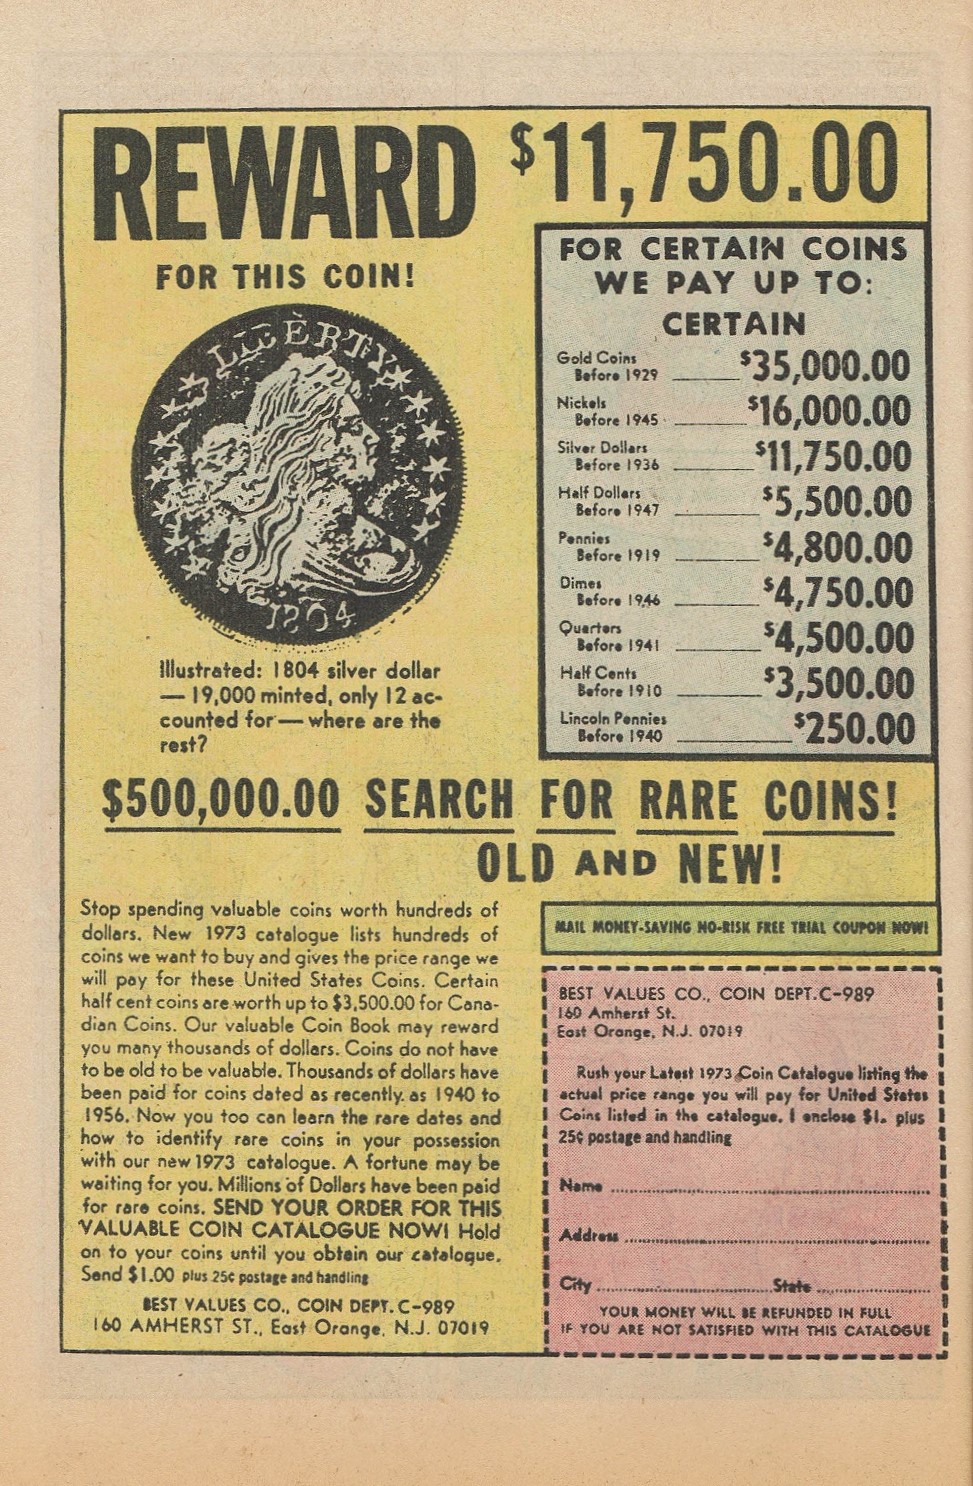 REWARD $11,750.00
FOR THIS COIN!
LIBERTY
1804
Illustrated: 1804 silver dollar
— 19,000 minted, only 12 ac-
counted for — where are the
rest?
FOR CERTAIN COINS
WE PAY UP TO:
CERTAIN
Gold Coins
Before 1929 $35,000.00
Nickels
Before 1945 $16,000.00
Silver Dollars
Before 1936 $11,750.00
Half Dollars
Before 1947 $5,500.00
Pennies
Before 1919 $4,800.00
Dimes
Before 1946 $4,750.00
Quarters
Before 1941 $4,500.00
Half Cents
Before 1910 $3,500.00
Lincoln Pennies
Before 1940 $250.00
$500,000.00 SEARCH FOR RARE COINS!
OLD AND NEW!
Stop spending valuable coins worth hundreds of
dollars. New 1973 catalogue lists hundreds of
coins we want to buy and gives the price range we
will pay for these United States Coins. Certain
half cent coins are worth up to $3,500.00 for Cana-
dian Coins. Our valuable Coin Book may reward
you many thousands of dollars. Coins do not have
to be old to be valuable. Thousands of dollars have
been paid for coins dated as recently as 1940 to
1956. Now you too can learn the rare dates and
how to identify rare coins in your possession
with our new 1973 catalogue. A fortune may be
waiting for you. Millions of Dollars have been paid
for rare coins. SEND YOUR ORDER FOR THIS
VALUABLE COIN CATALOGUE NOW! Hold
on to your coins until you obtain our catalogue.
Send $1.00 plus 25¢ postage and handling
BEST VALUES CO., COIN DEPT. C-989
160 AMHERST ST., East Orange, N.J. 07019
MAIL MONEY-SAVING NO-RISK FREE TRIAL COUPON NOW!
BEST VALUES CO., COIN DEPT. C-989
160 Amherst St.
East Orange, N.J. 07019
Rush your Latest 1973 Coin Catalogue listing the
actual price range you will pay for United States
Coins listed in the catalogue. I enclose $1. plus
25¢ postage and handling
Name
Address
City State
YOUR MONEY WILL BE REFUNDED IN FULL
IF YOU ARE NOT SATISFIED WITH THIS CATALOGUE